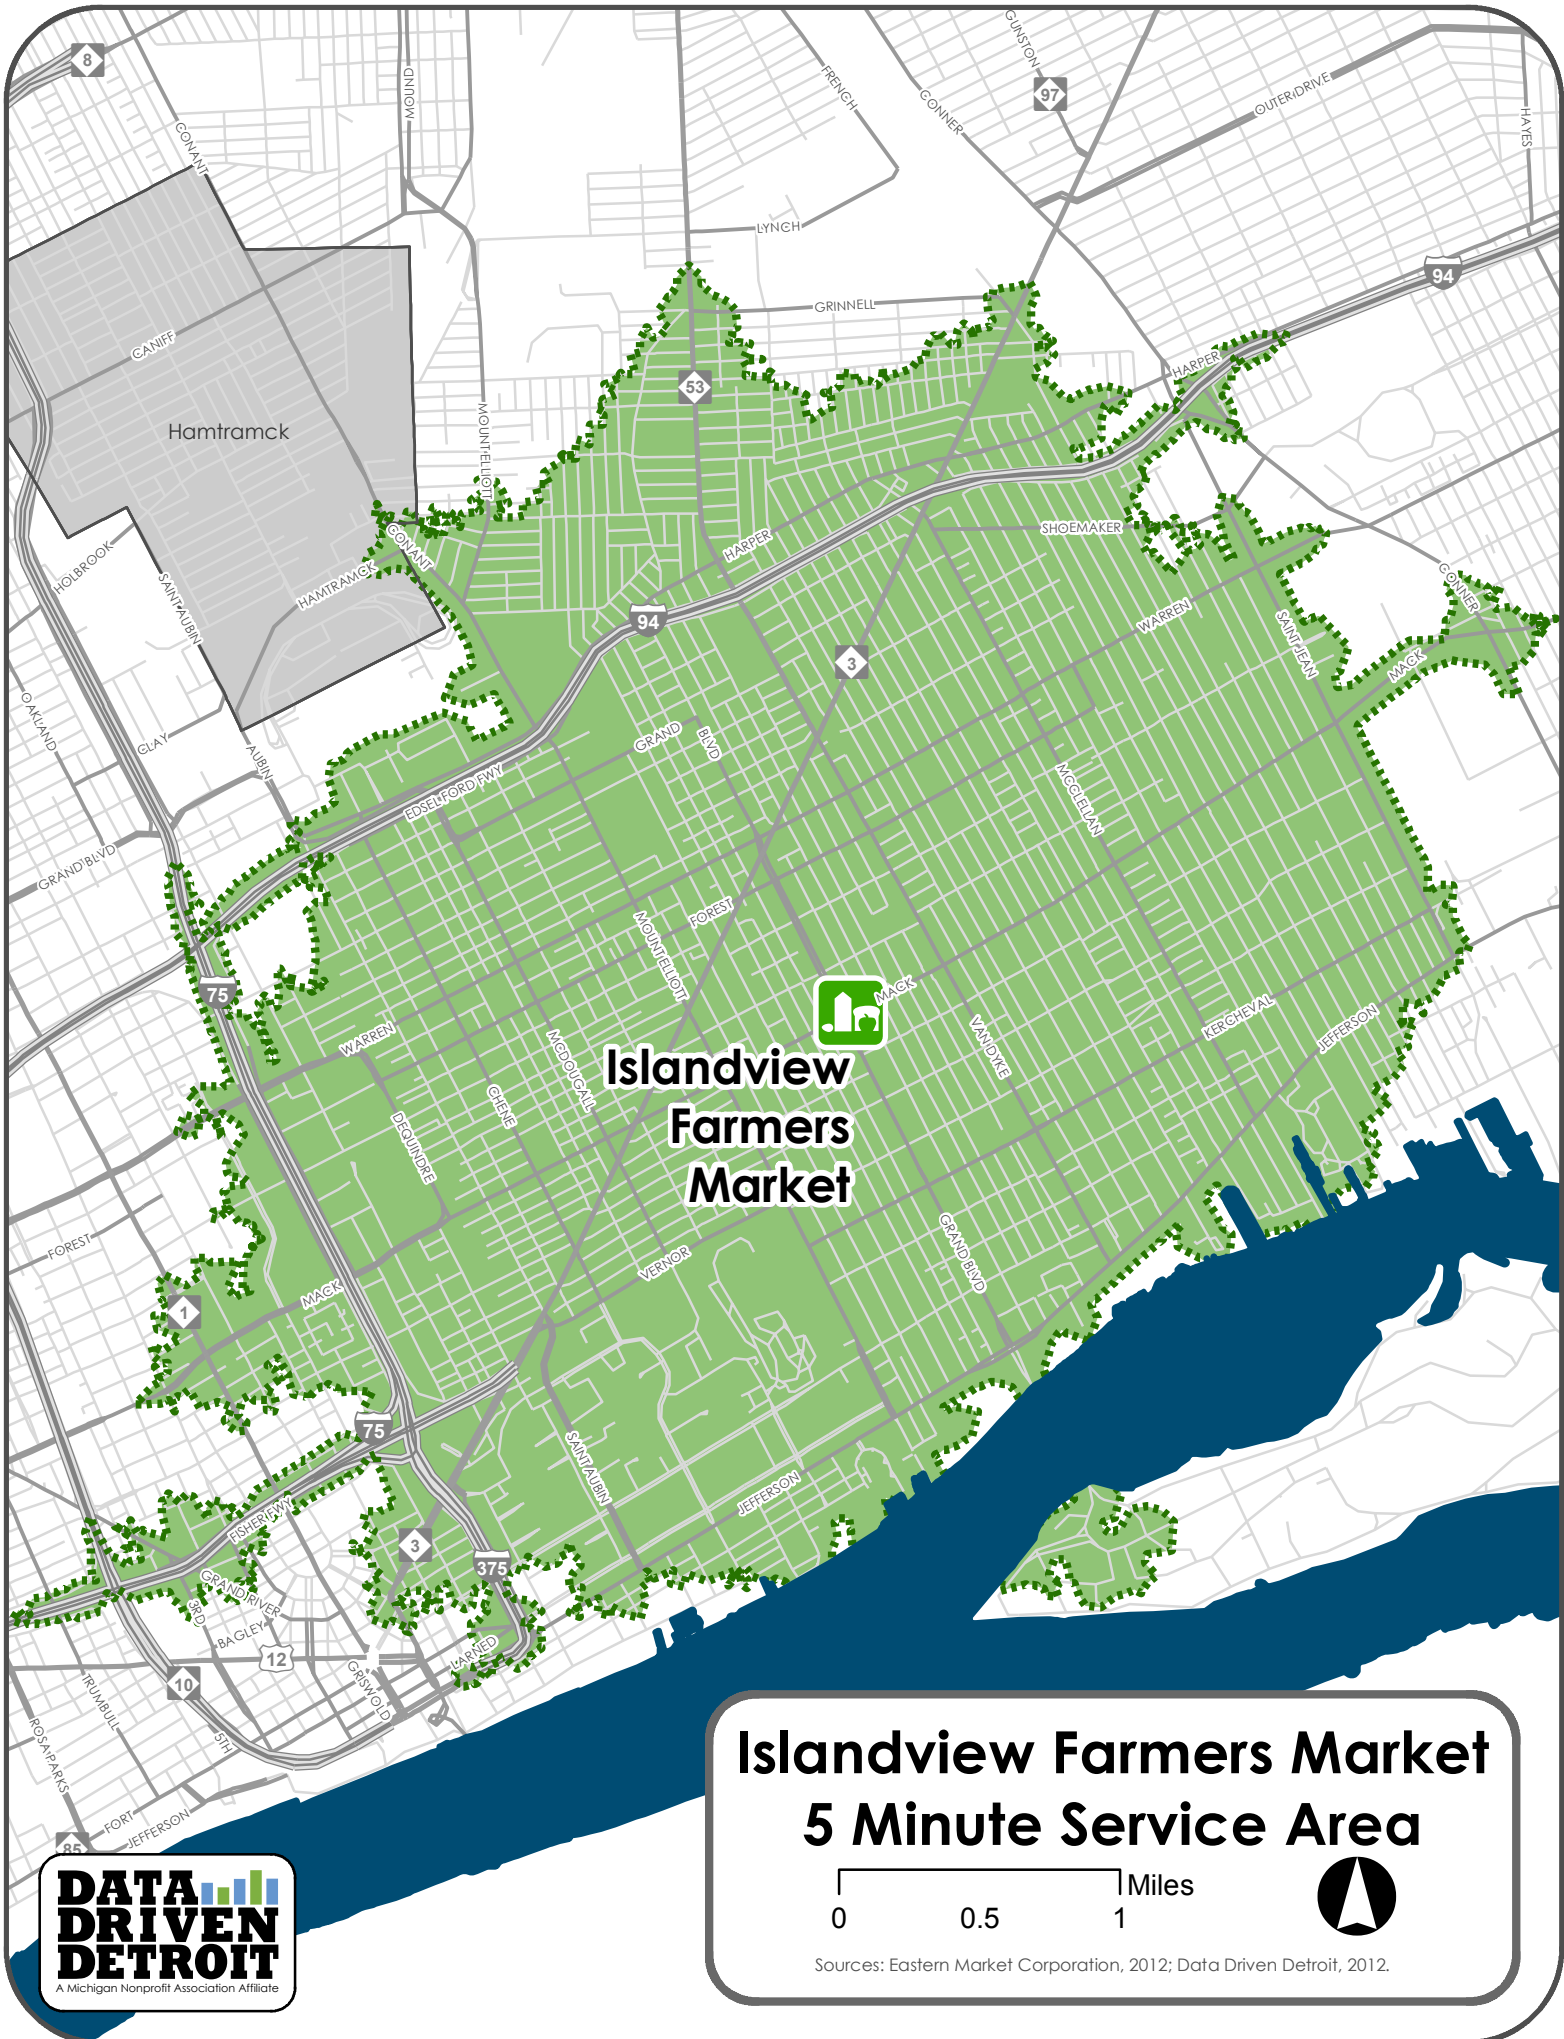 8
CONANT
MOUND
FRENCH
CONNER
GUNSTON
97
OUTER DRIVE
HAYES
LYNCH
94
GRINNELL
CANIFF
HARPER
53
Hamtramck
MOUNT ELLIOTT
CONANT
SHOEMAKER
HARPER
HOLBROOK
HAMTRAMCK
SAINT AUBIN
CONNER
94
WARREN
SAINT JEAN
3
MACK
OAKLAND
CLAY
AUBIN
GRAND
BLVD
EDSEL FORD FWY
MCCLELLAN
GRAND BLVD
FOREST
MOUNT ELLIOTT
75
MACK
WARREN
VAN DYKE
KERCHEVAL
JEFFERSON
MCDOUGALL
CHENE
DEQUINDRE
Islandview
Farmers
Market
FOREST
VERNOR
GRAND BLVD
MACK
1
75
SAINT AUBIN
JEFFERSON
FISHER FWY
3
375
GRAND RIVER
3RD
BAGLEY
12
LARNED
GRISWOLD
10
TRUMBULL
5TH
ROSA PARKS
FORT
JEFFERSON
85
Islandview Farmers Market
5 Minute Service Area
Miles
0 0.5 1
Sources: Eastern Market Corporation, 2012; Data Driven Detroit, 2012.
DATA
DRIVEN
DETROIT
A Michigan Nonprofit Association Affiliate